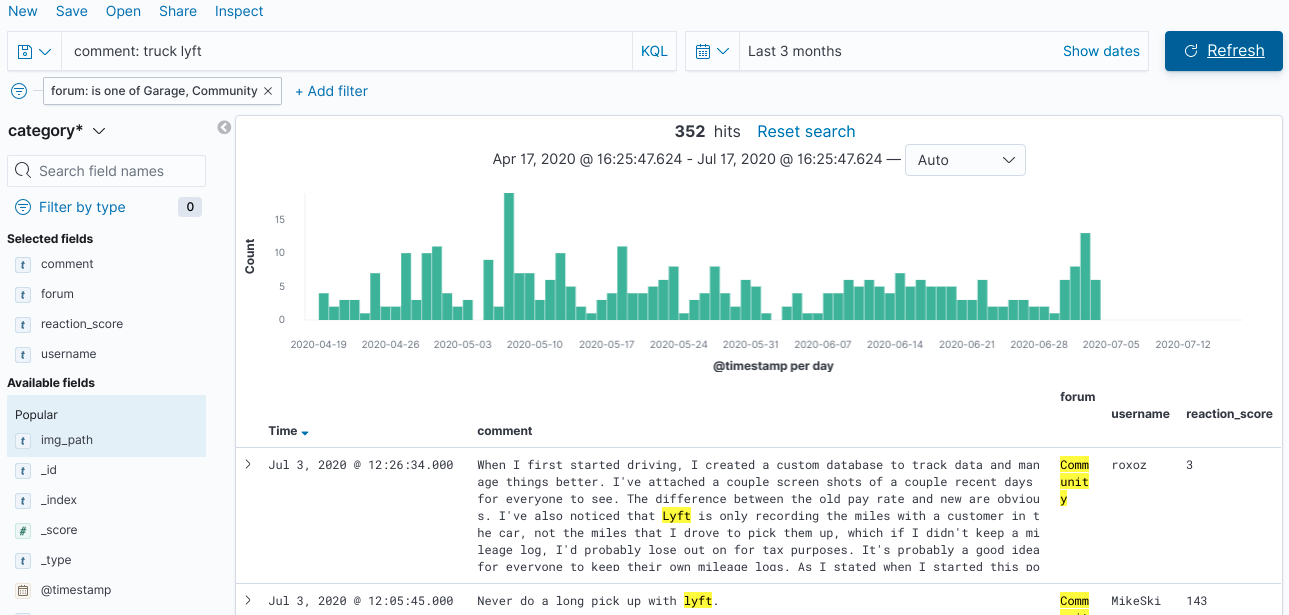 New Save Open Share Inspect
comment: truck lyft KQL Last 3 months Show dates Refresh
forum: is one of Garage, Community × + Add filter
category*
Search field names
Filter by type 0
Selected fields
t comment
t forum
t reaction_score
t username
Available fields
Popular
t img_path
t _id
t _index
# _score
t _type
@timestamp
352 hits Reset search
Apr 17, 2020 @ 16:25:47.624 - Jul 17, 2020 @ 16:25:47.624 — Auto
Count
15
10
5
0
2020-04-19 2020-04-26 2020-05-03 2020-05-10 2020-05-17 2020-05-24 2020-05-31 2020-06-07 2020-06-14 2020-06-21 2020-06-28 2020-07-05 2020-07-12
@timestamp per day
Time comment forum username reaction_score
Jul 3, 2020 @ 12:26:34.000
When I first started driving, I created a custom database to track data and man
age things better. I've attached a couple screen shots of a couple recent days
for everyone to see. The difference between the old pay rate and new are obviou
s. I've also noticed that Lyft is only recording the miles with a customer in t
he car, not the miles that I drove to pick them up, which if I didn't keep a mi
leage log, I'd probably lose out on for tax purposes. It's probably a good idea
for everyone to keep their own mileage logs. As I stated when I started this po
Comm
unit
y
roxoz
3
Jul 3, 2020 @ 12:05:45.000
Never do a long pick up with lyft.
Comm
MikeSki
143